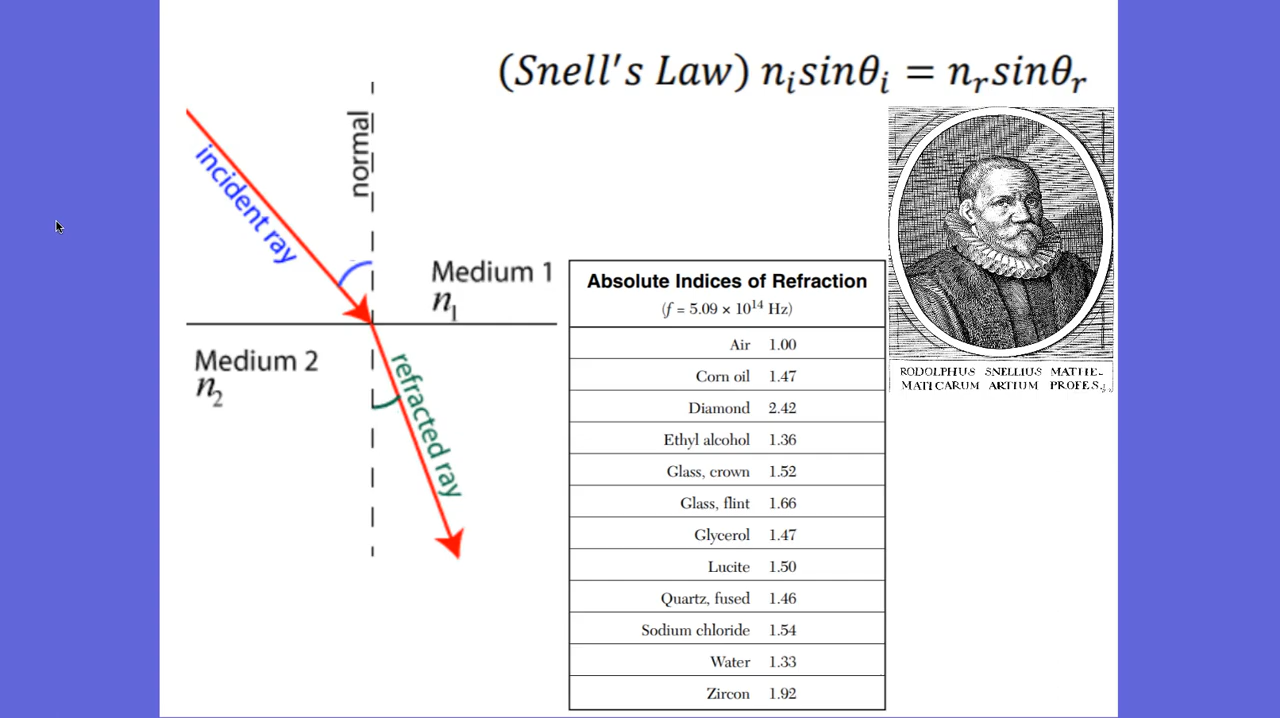 (Snell's Law) nᵢsinθᵢ = nᵣsinθᵣ
normal
incident ray
Medium 1
n₁
Medium 2
n₂
refracted ray
Absolute Indices of Refraction
(f = 5.09 × 10¹⁴ Hz)
Air 1.00
Corn oil 1.47
Diamond 2.42
Ethyl alcohol 1.36
Glass, crown 1.52
Glass, flint 1.66
Glycerol 1.47
Lucite 1.50
Quartz, fused 1.46
Sodium chloride 1.54
Water 1.33
Zircon 1.92
RODOLPHUS SNELLIUS MATHE-
MATICARUM ARTIUM PROFES.